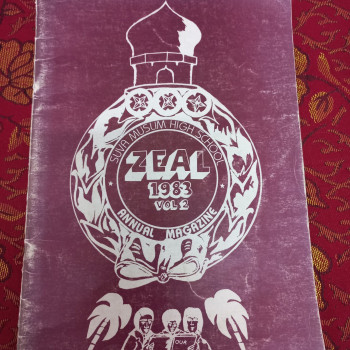 SUVA MUSLIM HIGH SCHOOL
ZEAL
1983
VOL 2
ANNUAL MAGAZINE